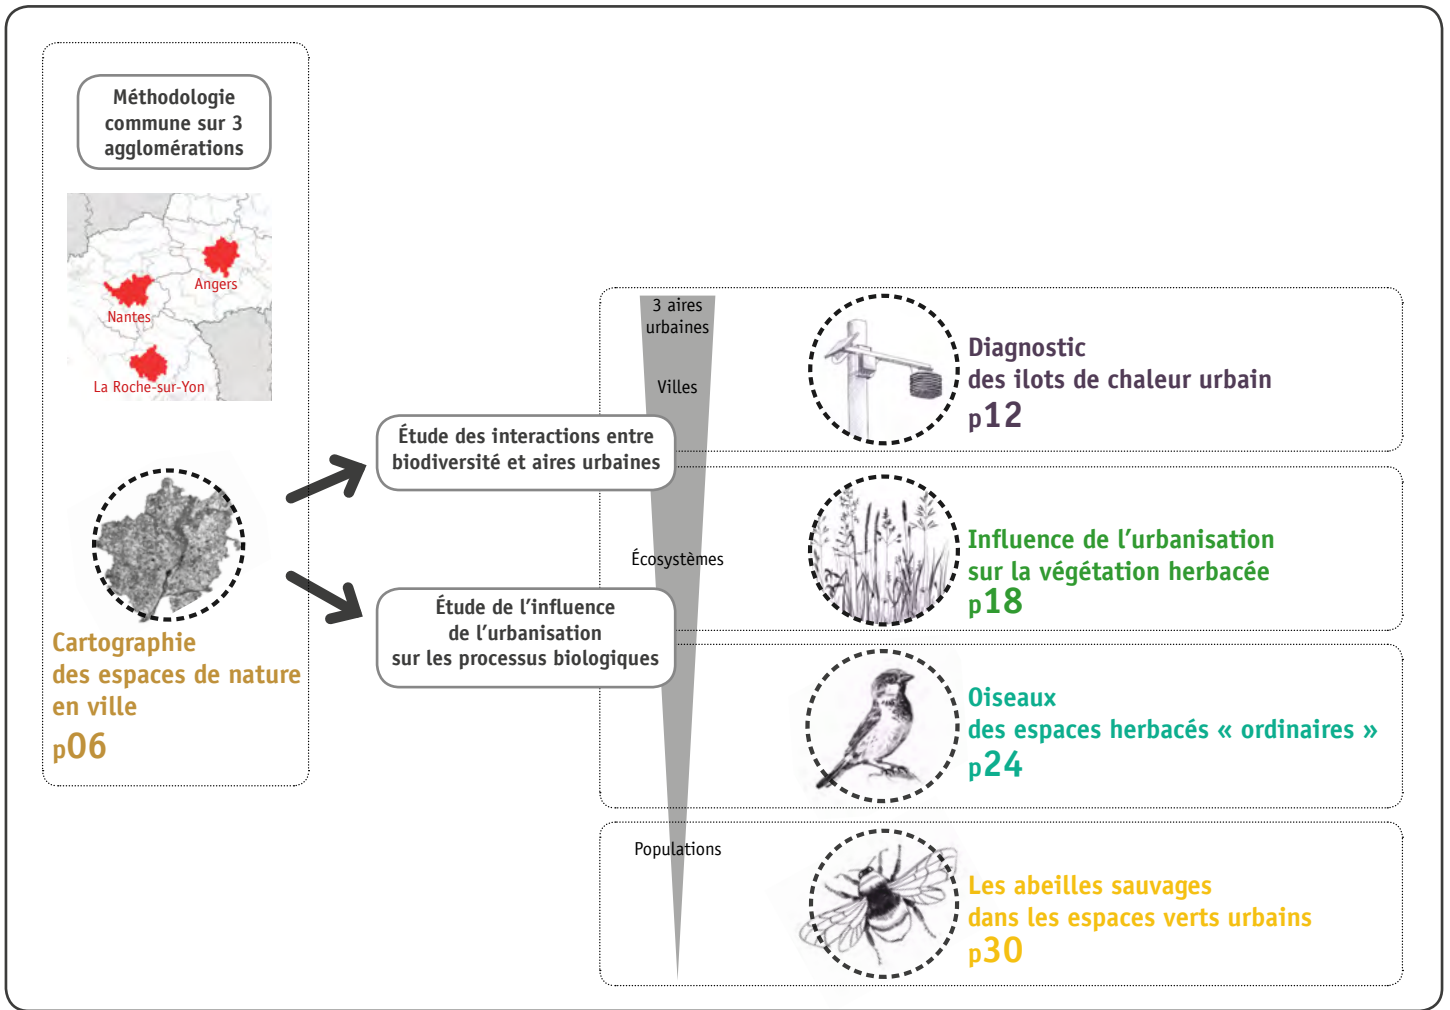 Méthodologie
commune sur 3
agglomérations
Angers
Nantes
La Roche-sur-Yon
Cartographie
des espaces de nature
en ville
p06
Étude des interactions entre
biodiversité et aires urbaines
Étude de l’influence
de l’urbanisation
sur les processus biologiques
3 aires
urbaines
Villes
Écosystèmes
Populations
Diagnostic
des ilots de chaleur urbain
p12
Influence de l’urbanisation
sur la végétation herbacée
p18
Oiseaux
des espaces herbacés « ordinaires »
p24
Les abeilles sauvages
dans les espaces verts urbains
p30